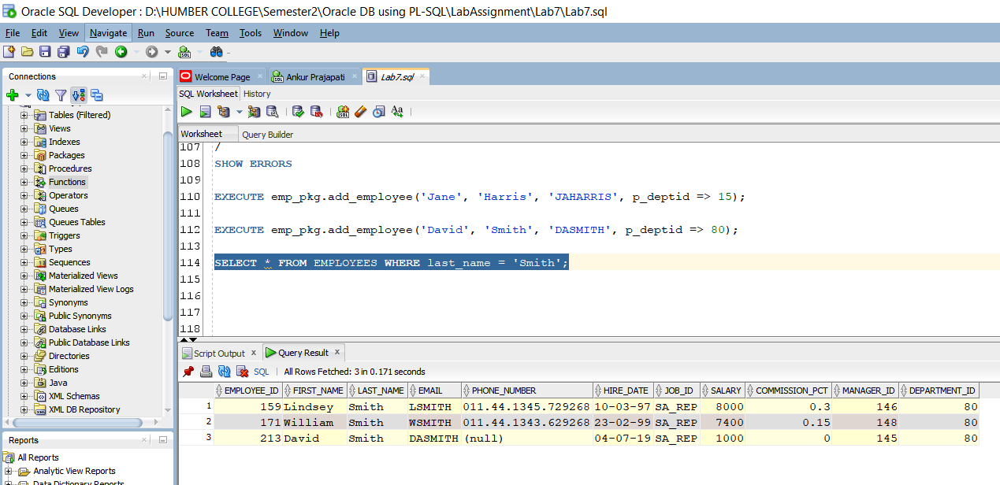 Oracle SQL Developer : D:\HUMBER COLLEGE\Semester2\Oracle DB using PL-SQL\LabAssignment\Lab7\Lab7.sql
File Edit View Navigate Run Source Team Tools Window Help
Connections
Tables (Filtered)
Views
Indexes
Packages
Procedures
Functions
Operators
Queues
Queues Tables
Triggers
Types
Sequences
Materialized Views
Materialized View Logs
Synonyms
Public Synonyms
Database Links
Public Database Links
Directories
Editions
Java
XML Schemas
XML DB Repository
Reports
All Reports
Analytic View Reports
Data Dictionary Reports
Welcome Page Ankur Prajapati Lab7.sql
SQL Worksheet History
Worksheet Query Builder
107 /
108 SHOW ERRORS
109
110 EXECUTE emp_pkg.add_employee('Jane', 'Harris', 'JAHARRIS', p_deptid => 15);
111
112 EXECUTE emp_pkg.add_employee('David', 'Smith', 'DASMITH', p_deptid => 80);
113
114 SELECT * FROM EMPLOYEES WHERE last_name = 'Smith';
115
116
117
118
Script Output x Query Result x
SQL | All Rows Fetched: 3 in 0.171 seconds
EMPLOYEE_ID FIRST_NAME LAST_NAME EMAIL PHONE_NUMBER HIRE_DATE JOB_ID SALARY COMMISSION_PCT MANAGER_ID DEPARTMENT_ID
1 159 Lindsey Smith LSMITH 011.44.1345.729268 10-03-97 SA_REP 8000 0.3 146 80
2 171 William Smith WSMITH 011.44.1343.629268 23-02-99 SA_REP 7400 0.15 148 80
3 213 David Smith DASMITH (null) 04-07-19 SA_REP 1000 0 145 80